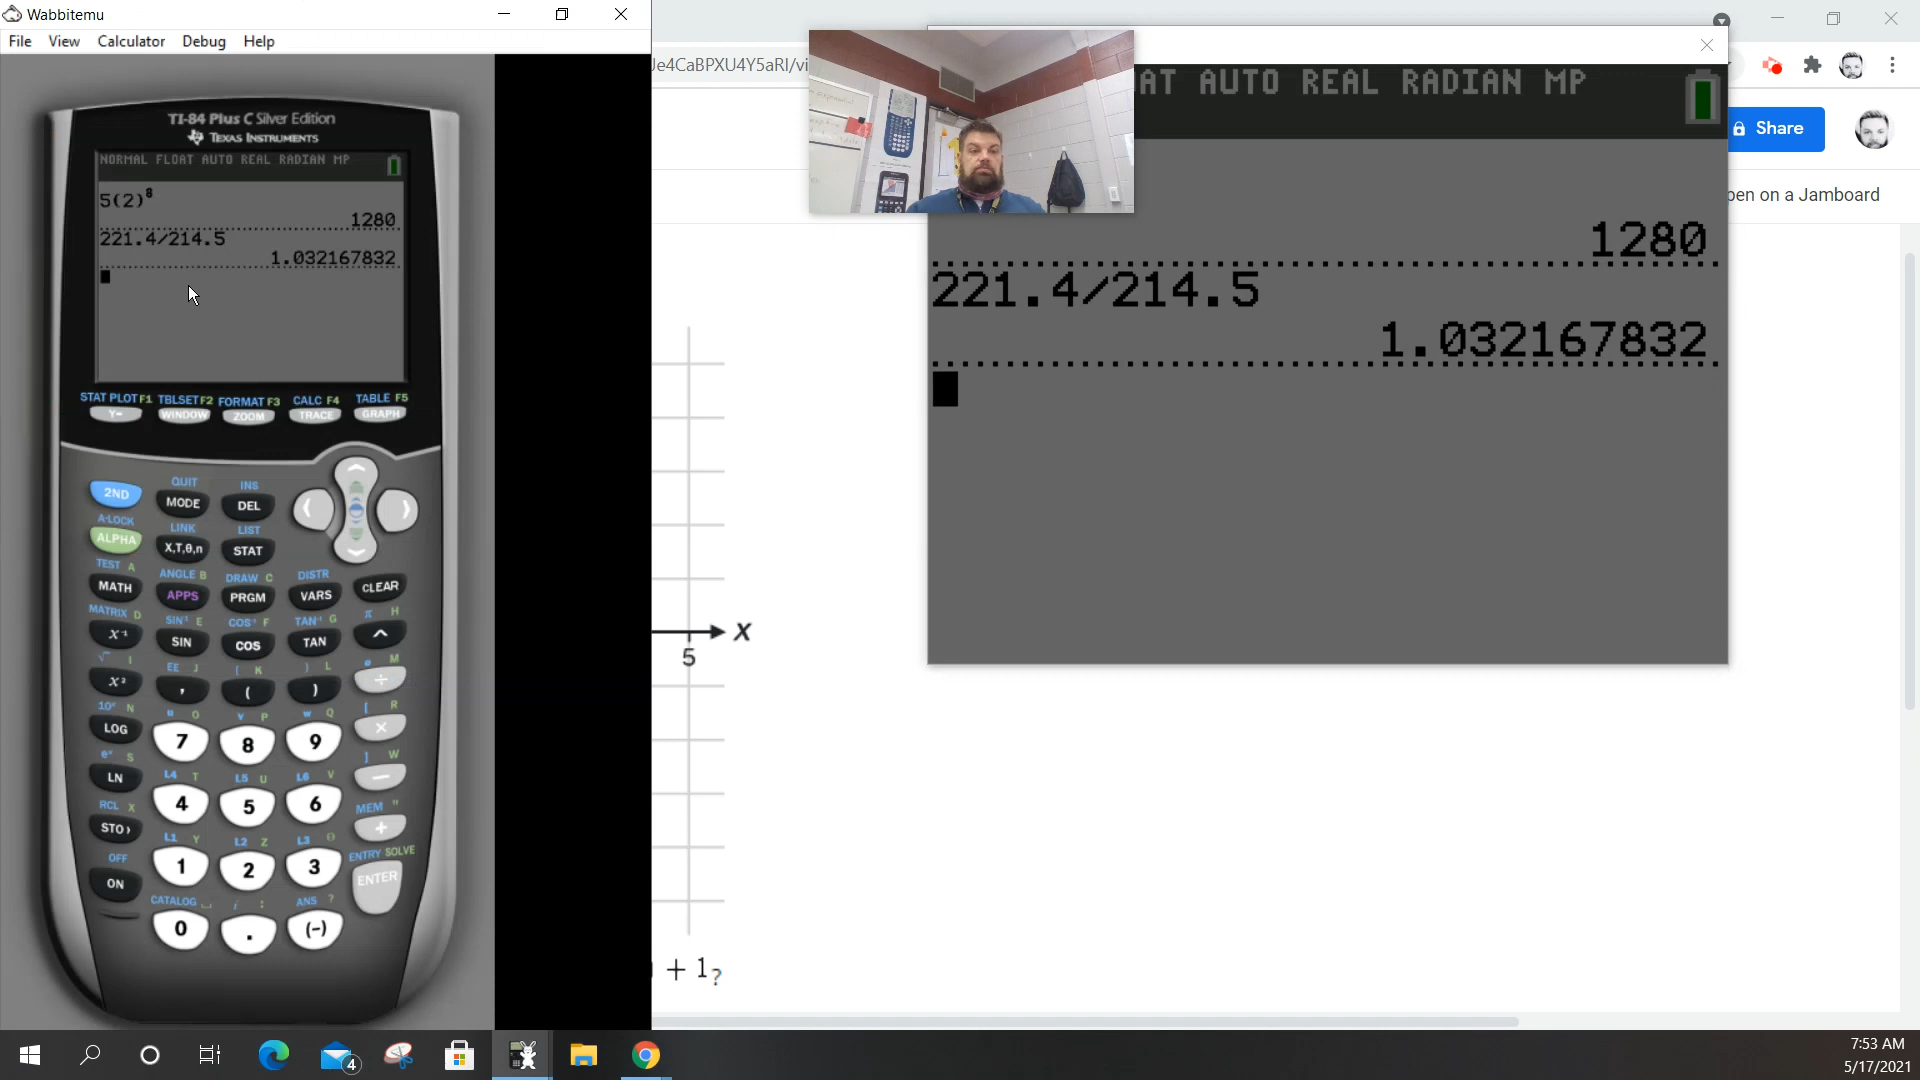 Wabbitemu
File View Calculator Debug Help
TI-84 Plus C Silver Edition
TEXAS INSTRUMENTS
NORMAL FLOAT AUTO REAL RADIAN MP
5(2)⁸
1280
221.4/214.5
1.032167832
STAT PLOT F1 TBLSET F2 FORMAT F3 CALC F4 TABLE F5
Y= WINDOW ZOOM TRACE GRAPH
QUIT INS
2ND MODE DEL
A-LOCK LINK LIST
ALPHA X,T,θ,n STAT
TEST A ANGLE B DRAW C DISTR
MATH APPS PRGM VARS CLEAR
MATRIX D SIN⁻¹ E COS⁻¹ F TAN⁻¹ G π H
X⁻¹ SIN COS TAN ^
√ I EE J { K } L e M
X² , ( ) ÷
10ˣ N u O v P w Q [ R
LOG 7 8 9 ×
eˣ S L4 T L5 U L6 V ] W
LN 4 5 6 −
RCL X L1 Y L2 Z L3 θ MEM "
STO› 1 2 3 +
OFF CATALOG i : ANS ? ENTRY SOLVE
ON 0 . (-) ENTER
Je4CaBPXU4Y5aRI/vi
AT AUTO REAL RADIAN MP
1280
221.4/214.5
1.032167832
Share
pen on a Jamboard
X
5
+ 1?
4
7:53 AM
5/17/2021